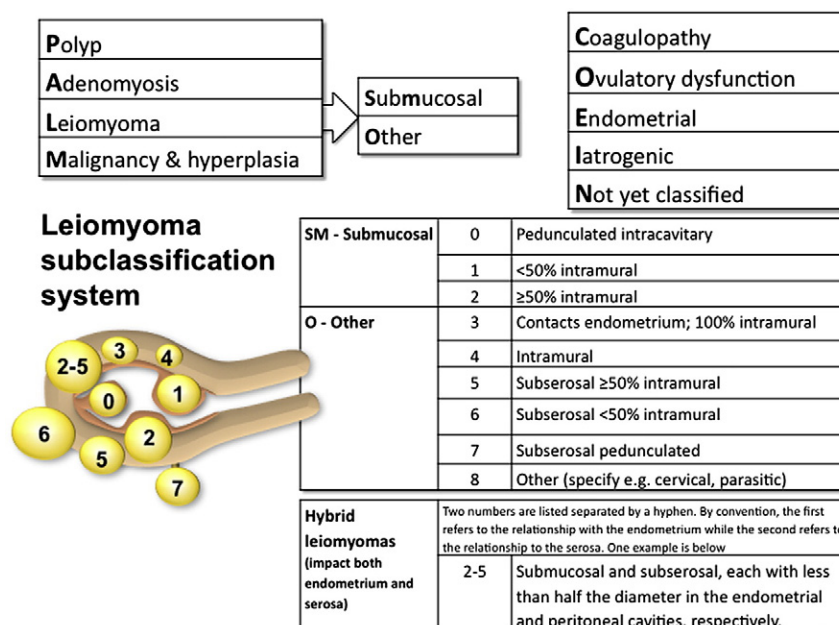 Polyp
Adenomyosis
Leiomyoma
Malignancy & hyperplasia
Submucosal
Other
Coagulopathy
Ovulatory dysfunction
Endometrial
Iatrogenic
Not yet classified
Leiomyoma
subclassification
system
SM - Submucosal
0 Pedunculated intracavitary
1 <50% intramural
2 ≥50% intramural
O - Other
3 Contacts endometrium; 100% intramural
4 Intramural
5 Subserosal ≥50% intramural
6 Subserosal <50% intramural
7 Subserosal pedunculated
8 Other (specify e.g. cervical, parasitic)
3
4
2-5
1
0
6
2
5
7
Hybrid
leiomyomas
(impact both
endometrium and
serosa)
Two numbers are listed separated by a hyphen. By convention, the first
refers to the relationship with the endometrium while the second refers to
the relationship to the serosa. One example is below
2-5 Submucosal and subserosal, each with less
than half the diameter in the endometrial
and peritoneal cavities, respectively.